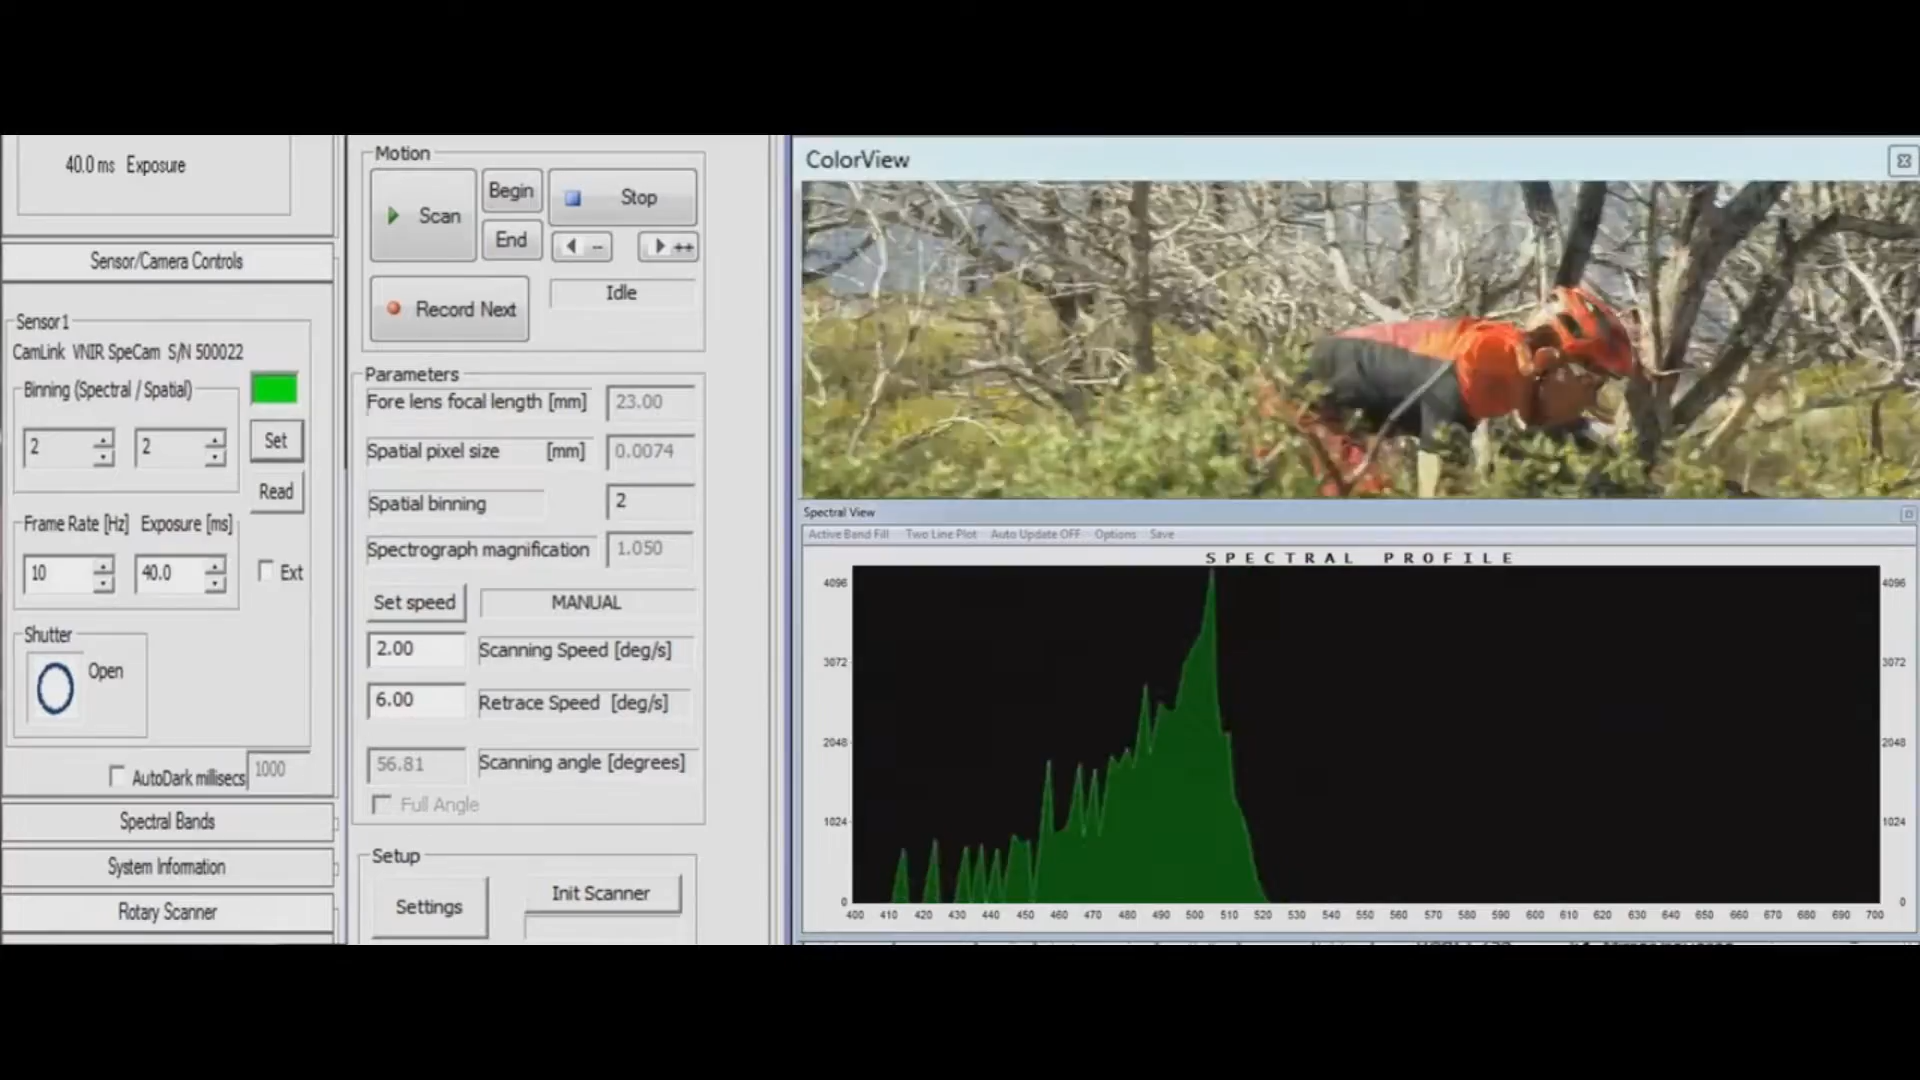 40.0 ms Exposure
Sensor/Camera Controls
Sensor1
CamLink VNIR SpeCam S/N 500022
Binning (Spectral / Spatial)
2 2
Set
Read
Frame Rate [Hz] Exposure [ms]
10 40.0
Ext
Shutter
Open
AutoDark millisecs 1000
Spectral Bands
System Information
Rotary Scanner
Motion
Scan
Begin
Stop
End
--
++
Record Next
Idle
Parameters
Fore lens focal length [mm] 23.00
Spatial pixel size [mm] 0.0074
Spatial binning 2
Spectrograph magnification 1.050
Set speed MANUAL
2.00 Scanning Speed [deg/s]
6.00 Retrace Speed [deg/s]
56.81 Scanning angle [degrees]
Full Angle
Setup
Settings
Init Scanner
ColorView
Spectral View
Active Band Fill Two Line Plot Auto Update OFF Options Save
SPECTRAL PROFILE
4096 4096
3072 3072
2048 2048
1024 1024
0 0
400 410 420 430 440 450 460 470 480 490 500 510 520 530 540 550 560 570 580 590 600 610 620 630 640 650 660 670 680 690 700